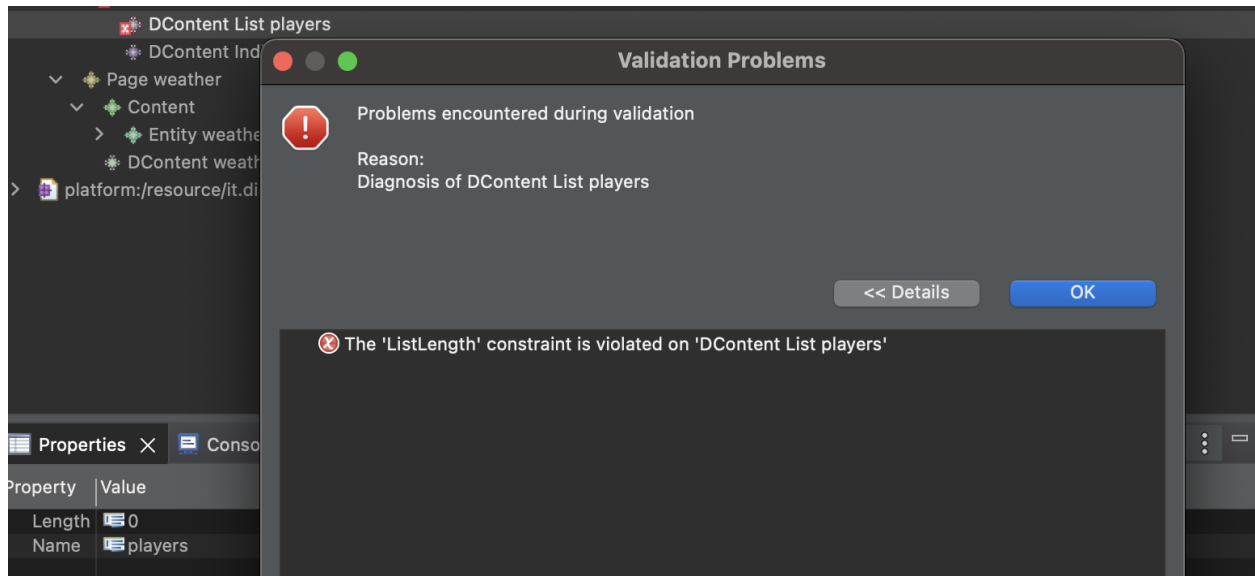 DContent List players
DContent Ind
Page weather
Content
Entity weathe
DContent weath
platform:/resource/it.di
Validation Problems
Problems encountered during validation
Reason:
Diagnosis of DContent List players
<< Details
OK
The 'ListLength' constraint is violated on 'DContent List players'
Properties
Conso
Property Value
Length 0
Name players